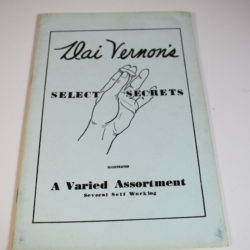 Dai Vernon's
SELECT SECRETS
ILLUSTRATED
A Varied Assortment
Several Self Working